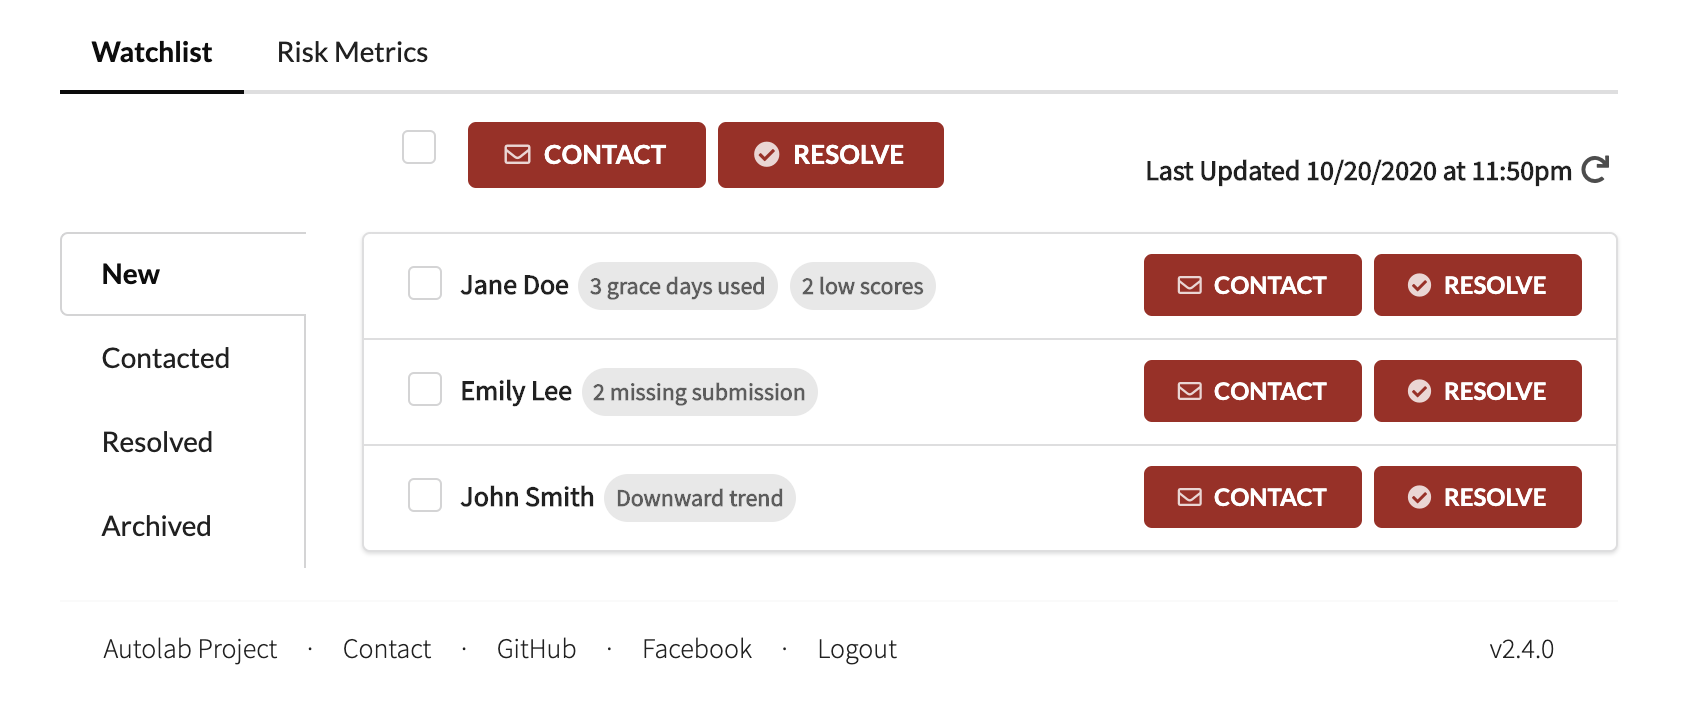 Watchlist Risk Metrics
CONTACT RESOLVE
Last Updated 10/20/2020 at 11:50pm
New
Contacted
Resolved
Archived
Jane Doe 3 grace days used 2 low scores CONTACT RESOLVE
Emily Lee 2 missing submission CONTACT RESOLVE
John Smith Downward trend CONTACT RESOLVE
Autolab Project · Contact · GitHub · Facebook · Logout v2.4.0